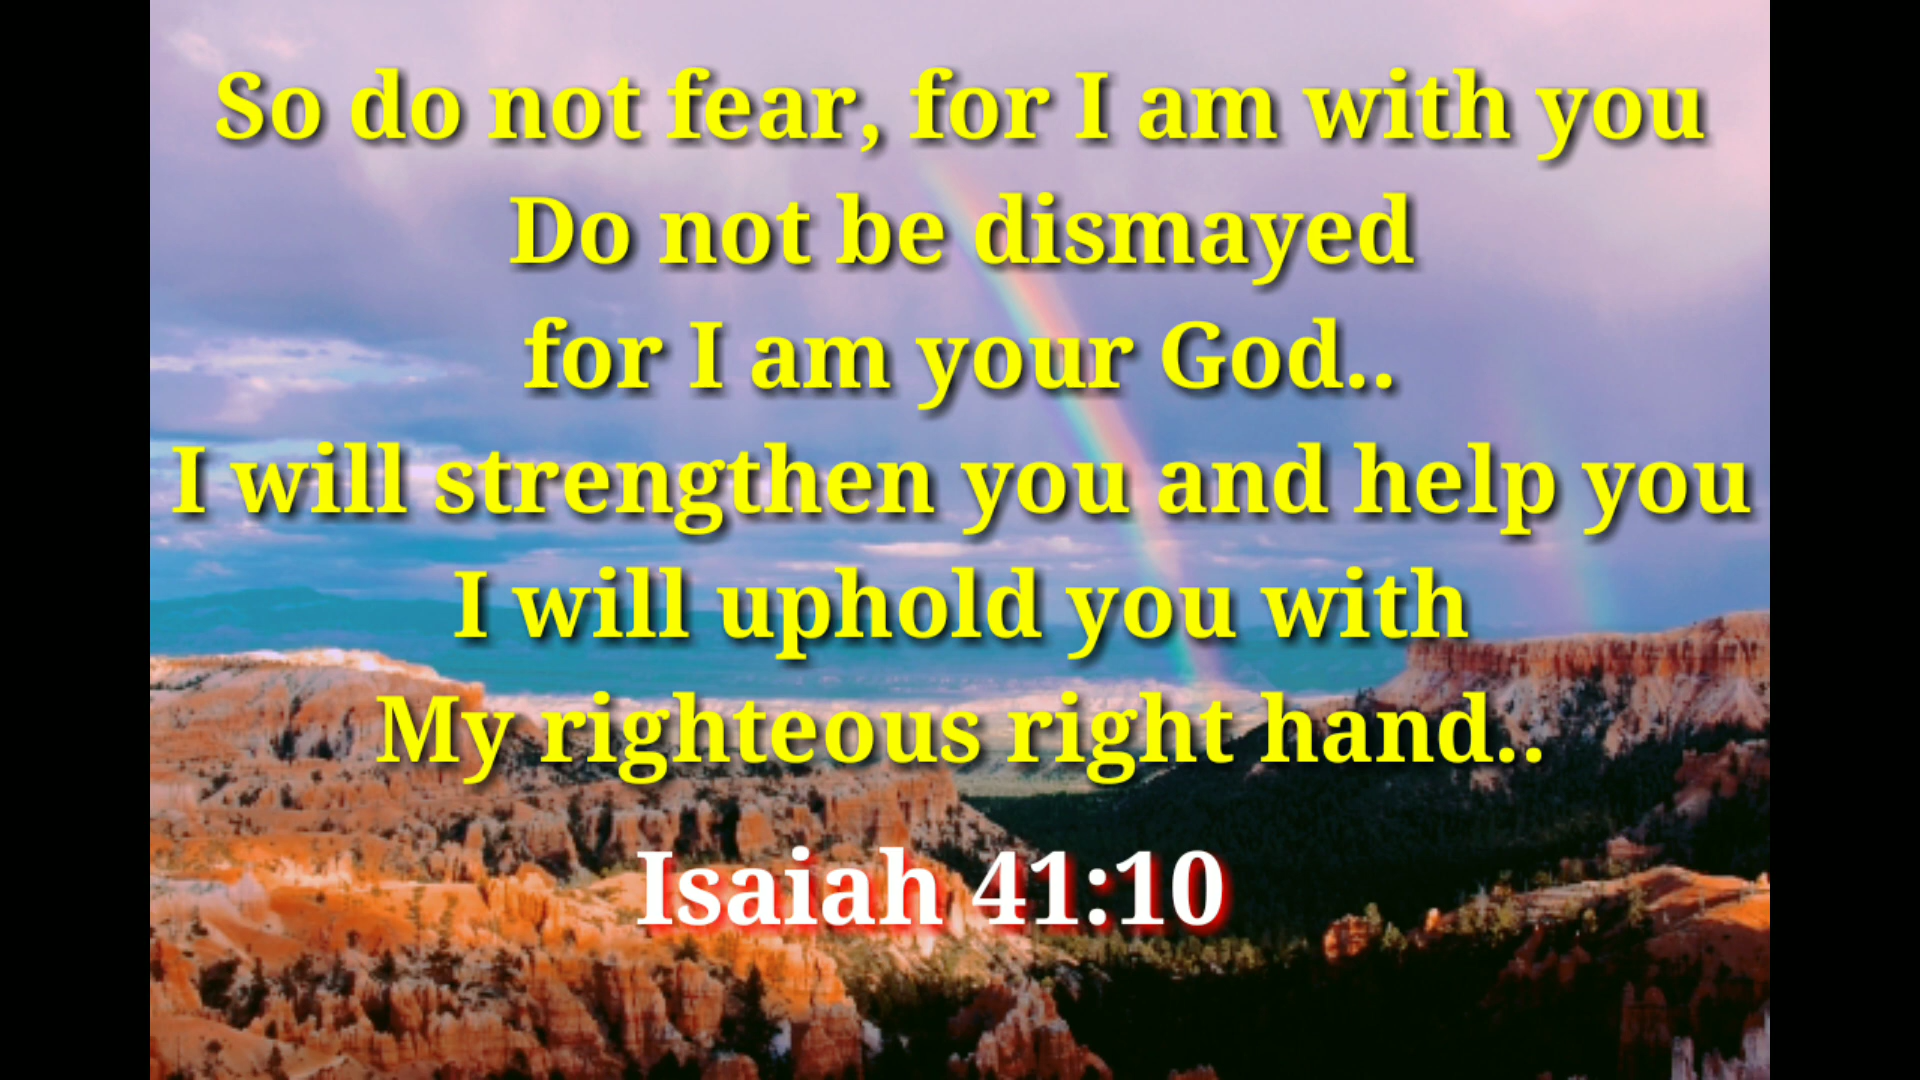 So do not fear, for I am with you
Do not be dismayed
for I am your God..
I will strengthen you and help you
I will uphold you with
My righteous right hand..
Isaiah 41:10